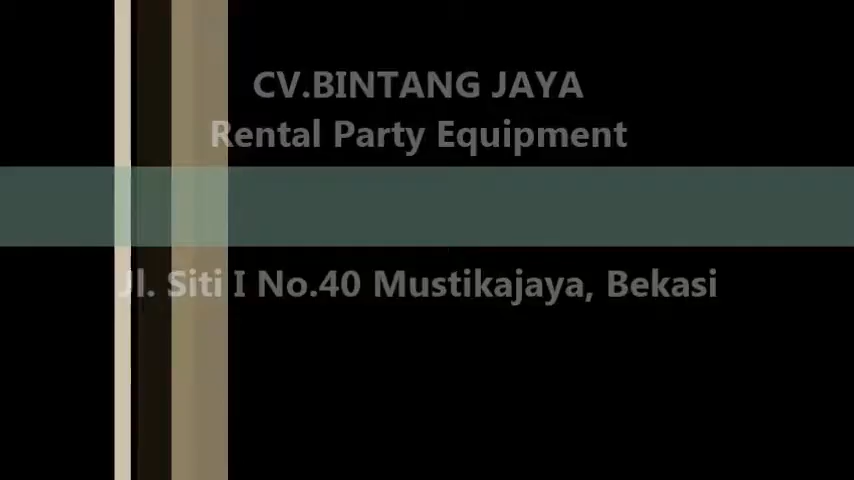 CV.BINTANG JAYA
Rental Party Equipment
Jl. Siti I No.40 Mustikajaya, Bekasi